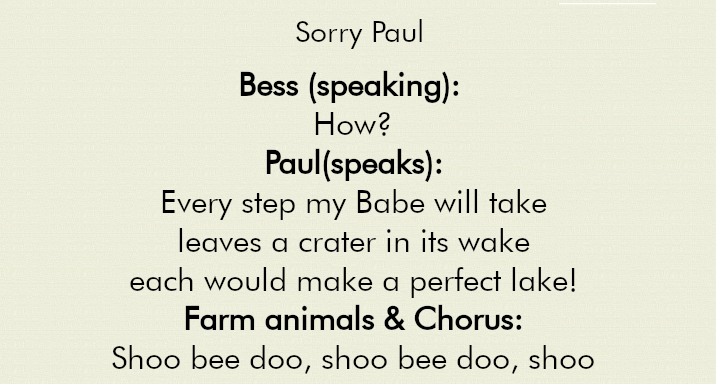 Sorry Paul
Bess (speaking):
How?
Paul(speaks):
Every step my Babe will take
leaves a crater in its wake
each would make a perfect lake!
Farm animals & Chorus:
Shoo bee doo, shoo bee doo, shoo